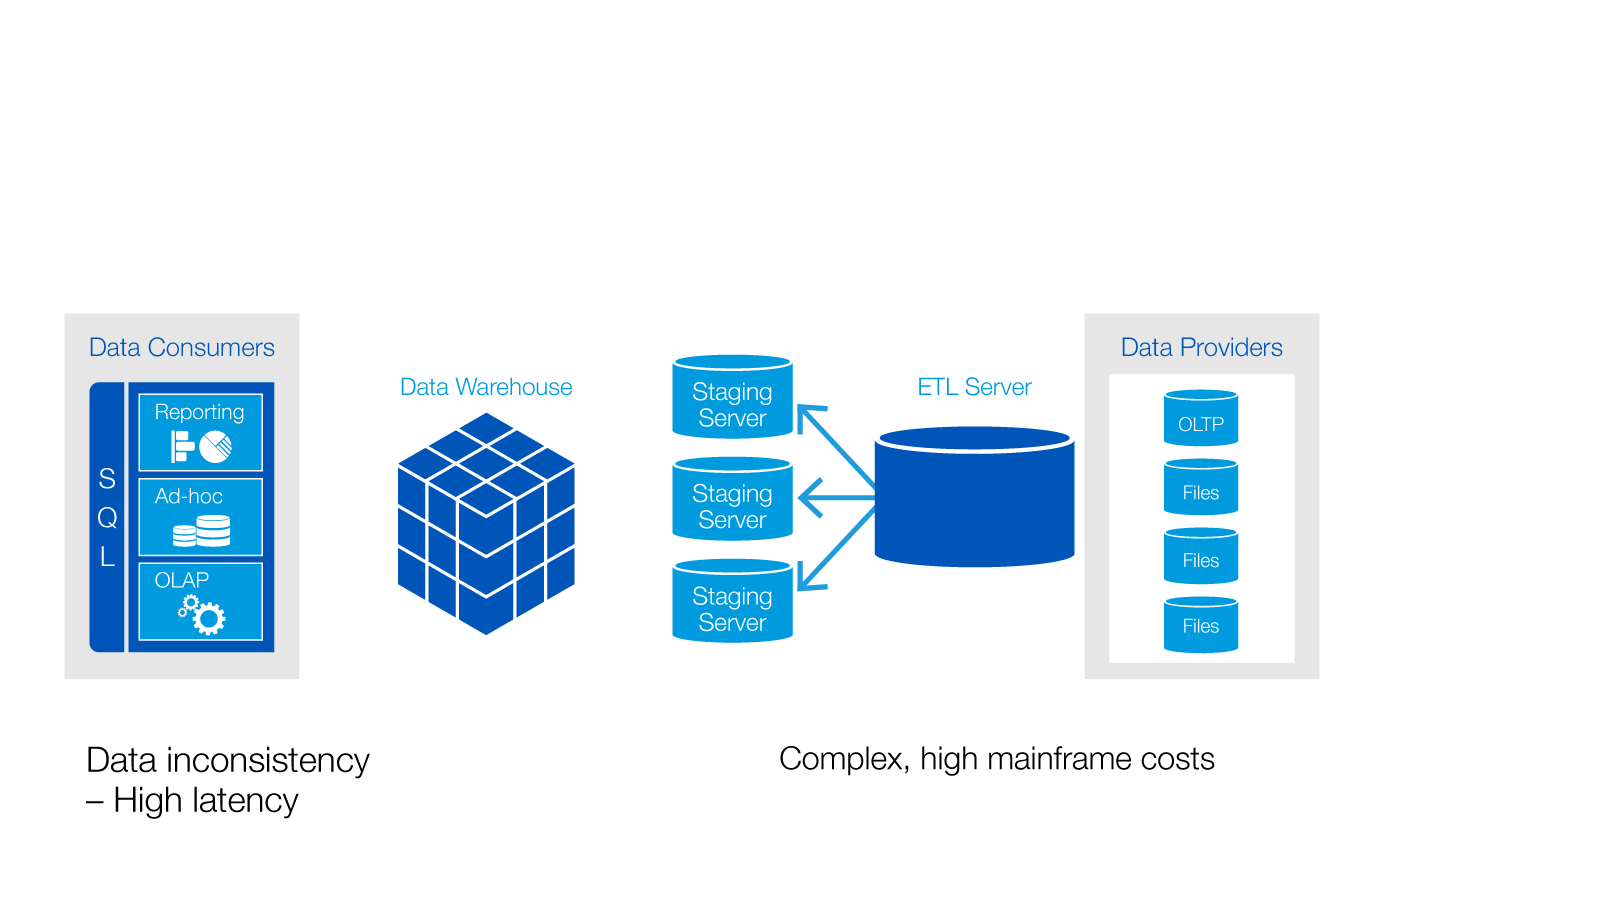 Data Consumers
S
Q
L
Reporting
Ad-hoc
OLAP
Data Warehouse
Staging
Server
Staging
Server
Staging
Server
ETL Server
Data Providers
OLTP
Files
Files
Files
Data inconsistency
– High latency
Complex, high mainframe costs